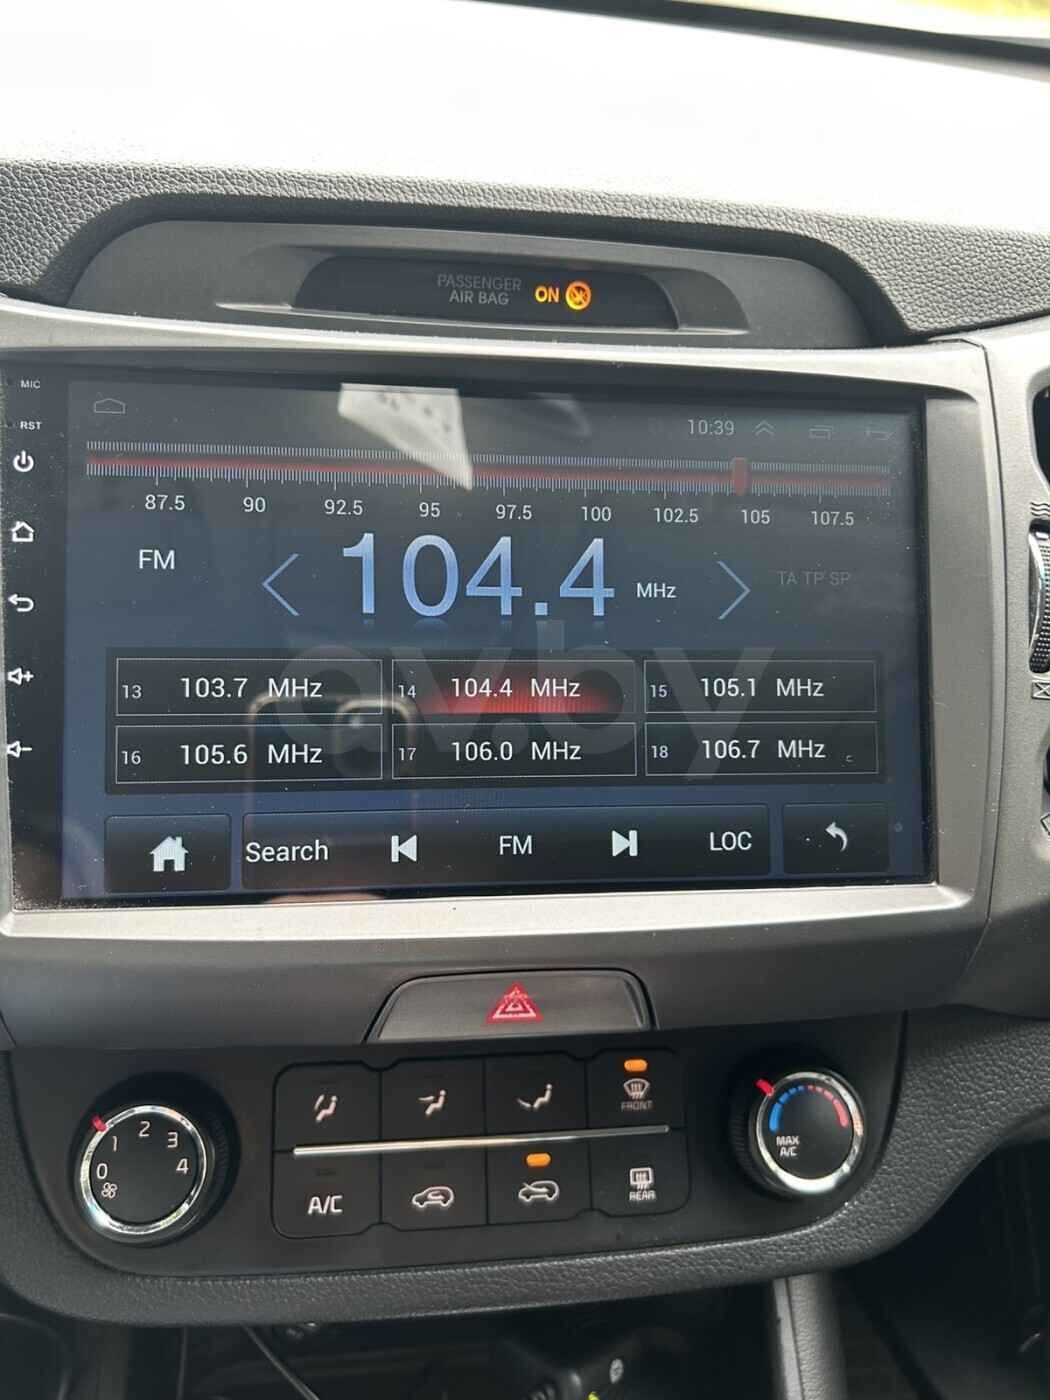 PASSENGER
AIR BAG ON
MIC
RST
10:39
87.5 90 92.5 95 97.5 100 102.5 105 107.5
FM 104.4 MHz TA TP SP
13 103.7 MHz 14 104.4 MHz 15 105.1 MHz
16 105.6 MHz 17 106.0 MHz 18 106.7 MHz
av.by
Search FM LOC
FRONT
0 1 2 3 4
MAX
A/C
A/C
REAR